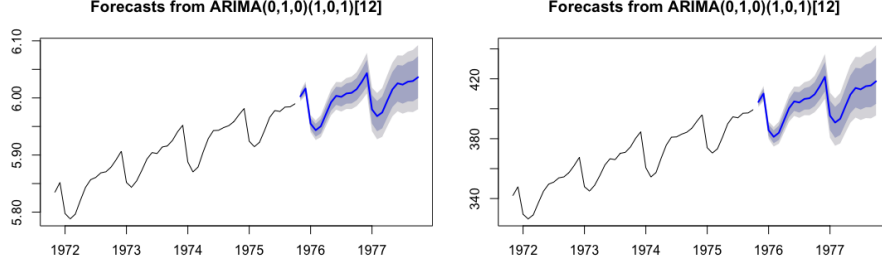 Forecasts from ARIMA(0,1,0)(1,0,1)[12]
6.10
6.00
5.90
5.80
1972 1973 1974 1975 1976 1977
Forecasts from ARIMA(0,1,0)(1,0,1)[12]
420
380
340
1972 1973 1974 1975 1976 1977